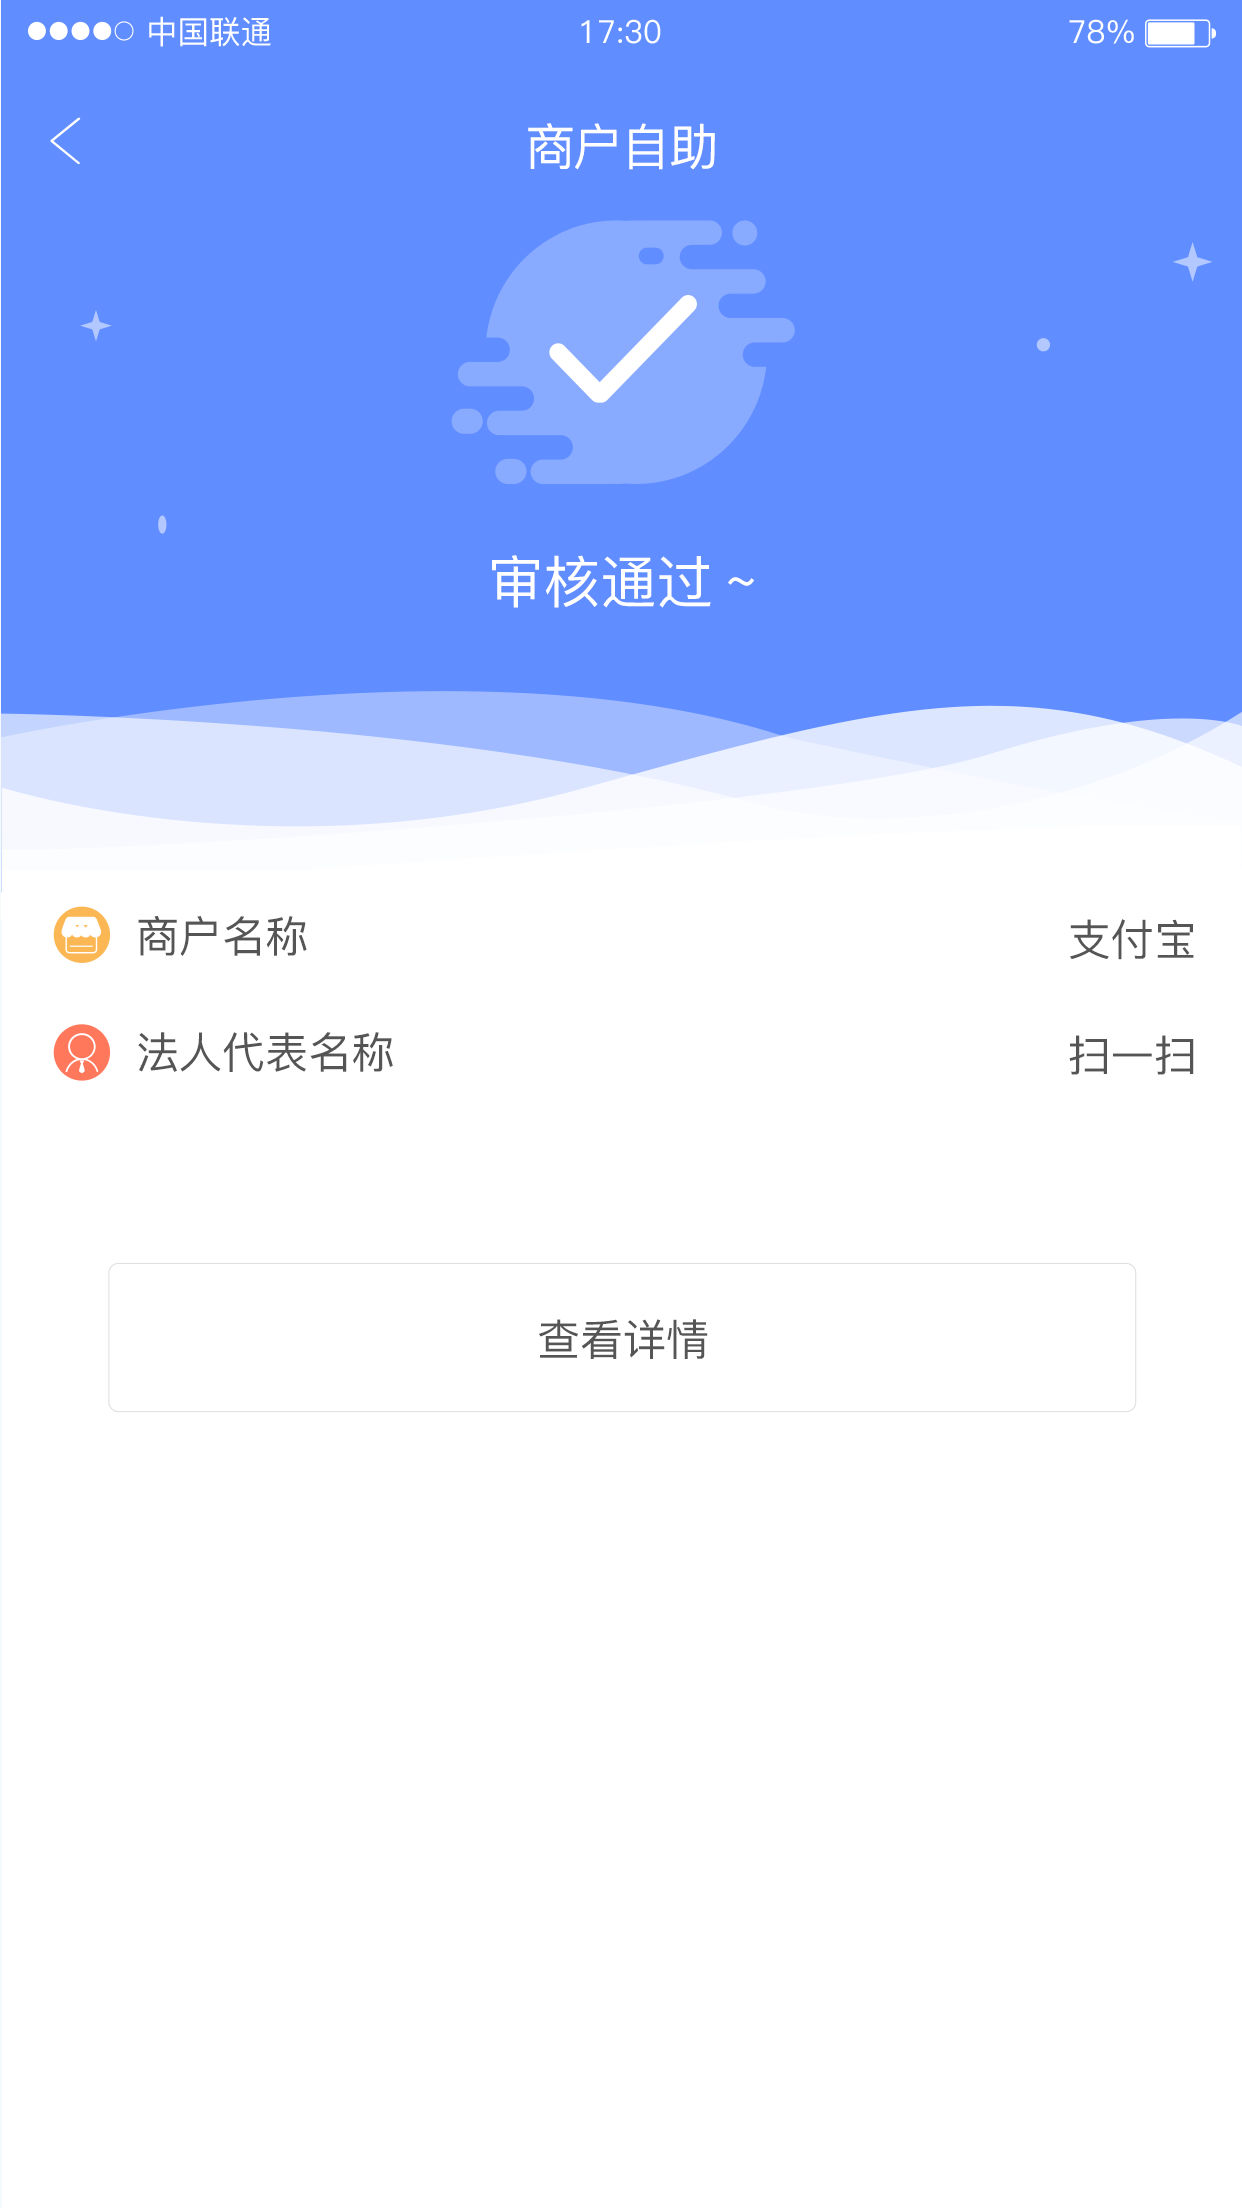 中国联通 17:30 78%
商户自助
审核通过 ~
商户名称 支付宝
法人代表名称 扫一扫
查看详情